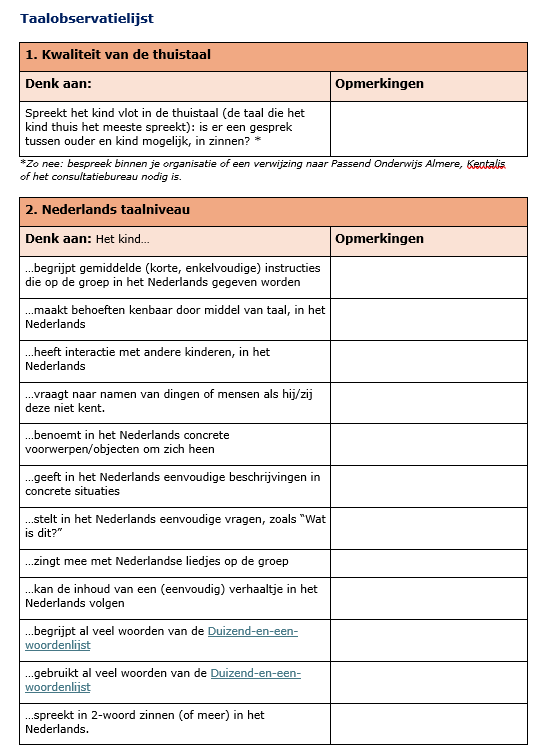 Taalobservatielijst
1. Kwaliteit van de thuistaal
Denk aan: Opmerkingen
Spreekt het kind vlot in de thuistaal (de taal die het
kind thuis het meeste spreekt): is er een gesprek
tussen ouder en kind mogelijk, in zinnen? *
*Zo nee: bespreek binnen je organisatie of een verwijzing naar Passend Onderwijs Almere, Kentalis
of het consultatiebureau nodig is.
2. Nederlands taalniveau
Denk aan: Het kind… Opmerkingen
…begrijpt gemiddelde (korte, enkelvoudige) instructies
die op de groep in het Nederlands gegeven worden
…maakt behoeften kenbaar door middel van taal, in het
Nederlands
…heeft interactie met andere kinderen, in het
Nederlands
…vraagt naar namen van dingen of mensen als hij/zij
deze niet kent.
…benoemt in het Nederlands concrete
voorwerpen/objecten om zich heen
…geeft in het Nederlands eenvoudige beschrijvingen in
concrete situaties
…stelt in het Nederlands eenvoudige vragen, zoals “Wat
is dit?”
…zingt mee met Nederlandse liedjes op de groep
…kan de inhoud van een (eenvoudig) verhaaltje in het
Nederlands volgen
…begrijpt al veel woorden van de Duizend-en-een-
woordenlijst
…gebruikt al veel woorden van de Duizend-en-een-
woordenlijst
…spreekt in 2-woord zinnen (of meer) in het
Nederlands.